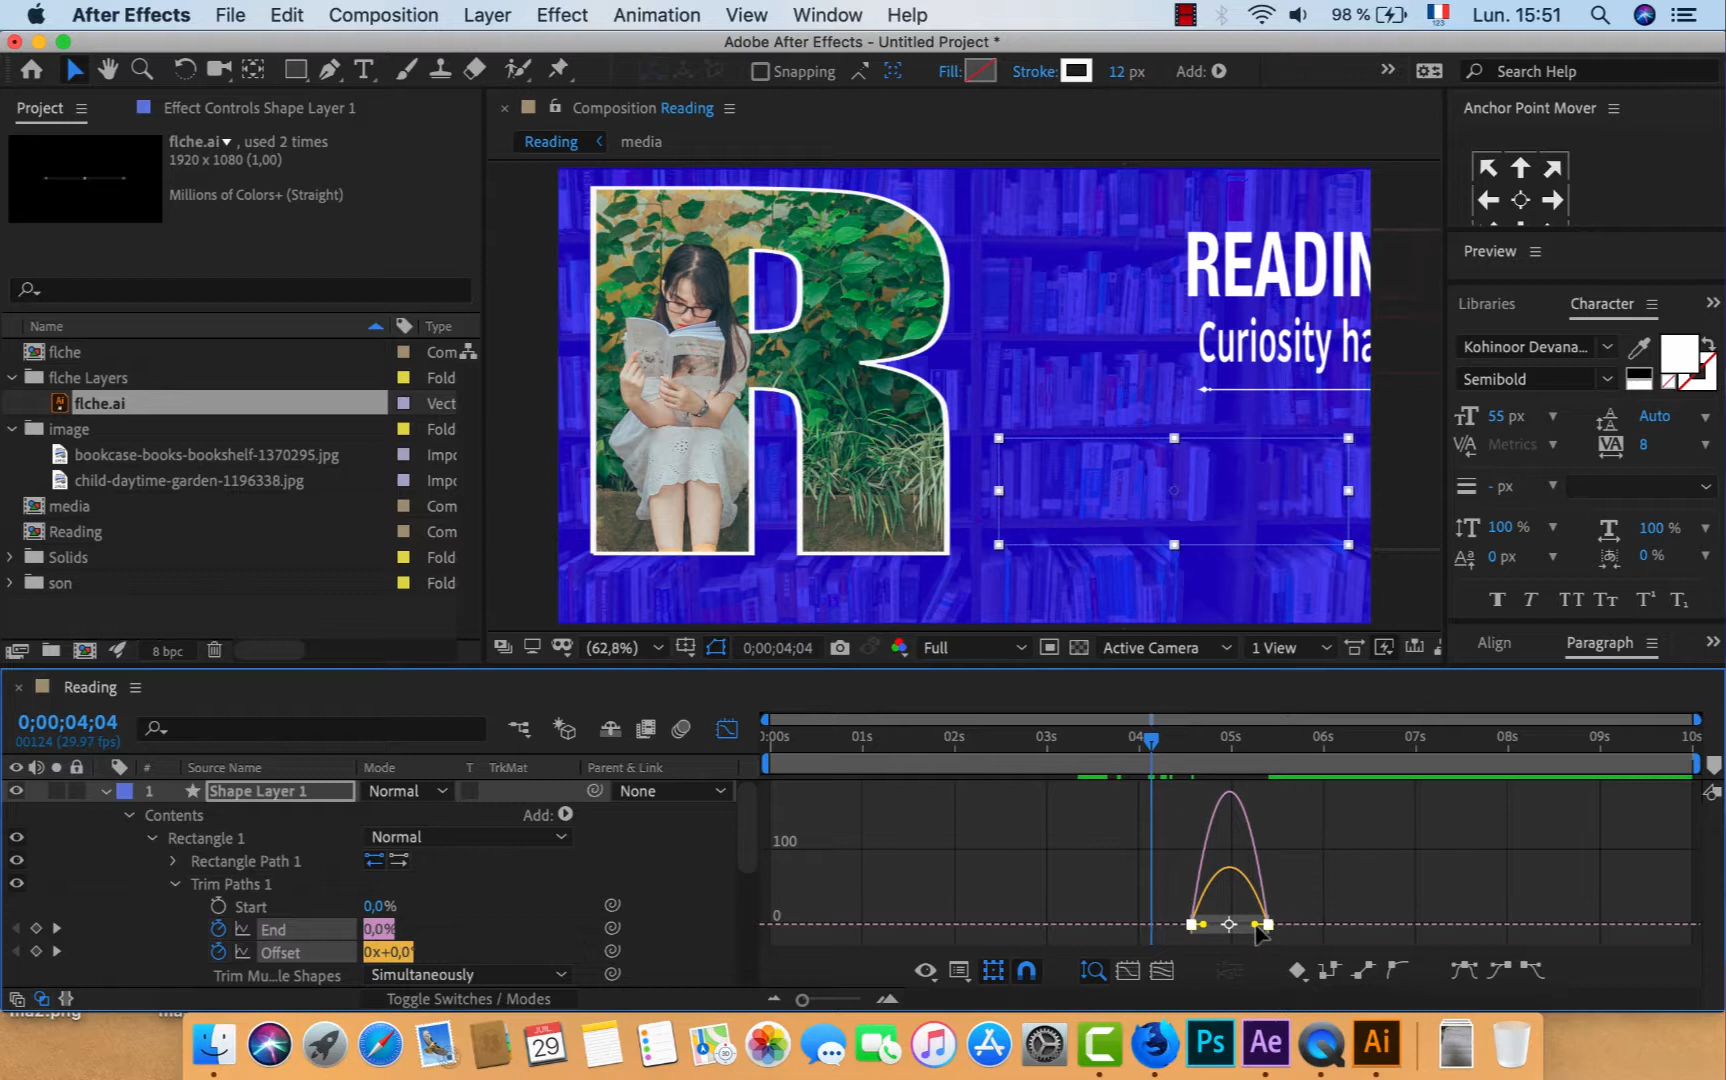 After Effects File Edit Composition Layer Effect Animation View Window Help 98 % 123 Lun. 15:51
Adobe After Effects - Untitled Project *
Snapping Fill: Stroke: 12 px Add: Search Help
Project Effect Controls Shape Layer 1
flche.ai , used 2 times
1920 x 1080 (1,00)
Millions of Colors+ (Straight)
Name Type
flche Com
flche Layers Fold
Ai flche.ai Vect
image Fold
bookcase-books-bookshelf-1370295.jpg Impo
child-daytime-garden-1196338.jpg Impo
media Com
Reading Com
Solids Fold
son Fold
8 bpc
Composition Reading
Reading media
R
READIN
Curiosity ha
(62,8%) 0;00;04;04 Full Active Camera 1 View
Anchor Point Mover
Preview
Libraries Character
Kohinoor Devana...
Semibold
55 px Auto
Metrics 8
- px
100 % 100 %
0 px 0 %
T T TT Tт T¹ T₁
Align Paragraph
Reading
0;00;04;04
00124 (29.97 fps)
# Source Name Mode T TrkMat Parent & Link
1 Shape Layer 1 Normal None
Contents Add:
Rectangle 1 Normal
Rectangle Path 1
Trim Paths 1
Start 0,0%
End 0,0%
Offset 0x+0,0°
Trim Mu...le Shapes Simultaneously
Toggle Switches / Modes
:00s 01s 02s 03s 04 05s 06s 07s 08s 09s 10s
100
0
JUIL
29
Ps Ae Ai